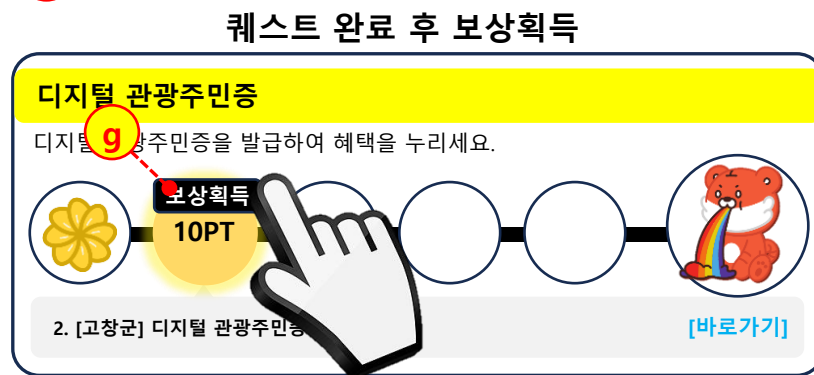 퀘스트 완료 후 보상획득
디지털 관광주민증
디지털 광주민증을 발급하여 혜택을 누리세요.
g
보상획득
10PT
2. [고창군] 디지털 관광주민증
[바로가기]